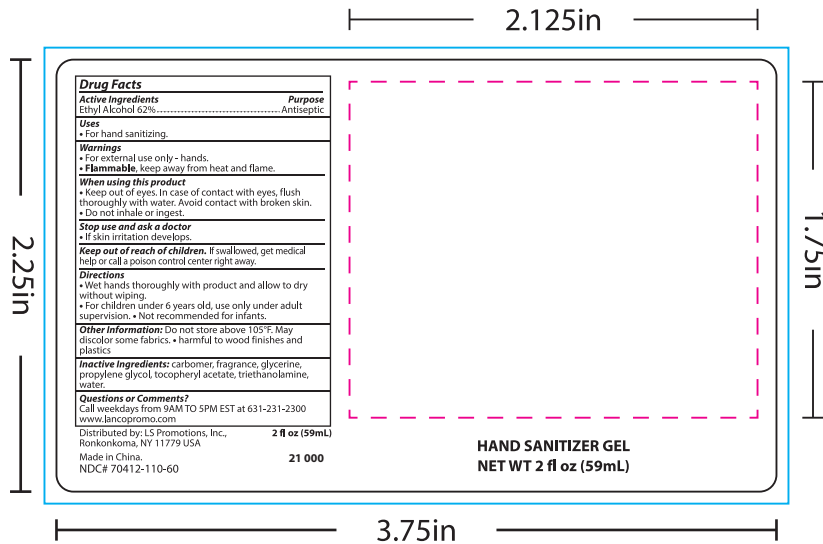 2.125in
Drug Facts
Active Ingredients Purpose
Ethyl Alcohol 62%------------------------------Antiseptic
Uses
• For hand sanitizing.
Warnings
• For external use only - hands.
• Flammable, keep away from heat and flame.
When using this product
• Keep out of eyes. In case of contact with eyes, flush
thoroughly with water. Avoid contact with broken skin.
• Do not inhale or ingest.
Stop use and ask a doctor
• If skin irritation develops.
Keep out of reach of children. If swallowed, get medical
help or call a poison control center right away.
Directions
• Wet hands thoroughly with product and allow to dry
without wiping.
• For children under 6 years old, use only under adult
supervision. • Not recommended for infants.
Other Information: Do not store above 105°F. May
discolor some fabrics. • harmful to wood finishes and
plastics
Inactive Ingredients: carbomer, fragrance, glycerine,
propylene glycol, tocopheryl acetate, triethanolamine,
water.
Questions or Comments?
Call weekdays from 9AM TO 5PM EST at 631-231-2300
www.lancopromo.com
Distributed by: LS Promotions, Inc., 2 fl oz (59mL)
Ronkonkoma, NY 11779 USA
Made in China. 21 000
NDC# 70412-110-60
HAND SANITIZER GEL
NET WT 2 fl oz (59mL)
2.25in
1.75in
3.75in